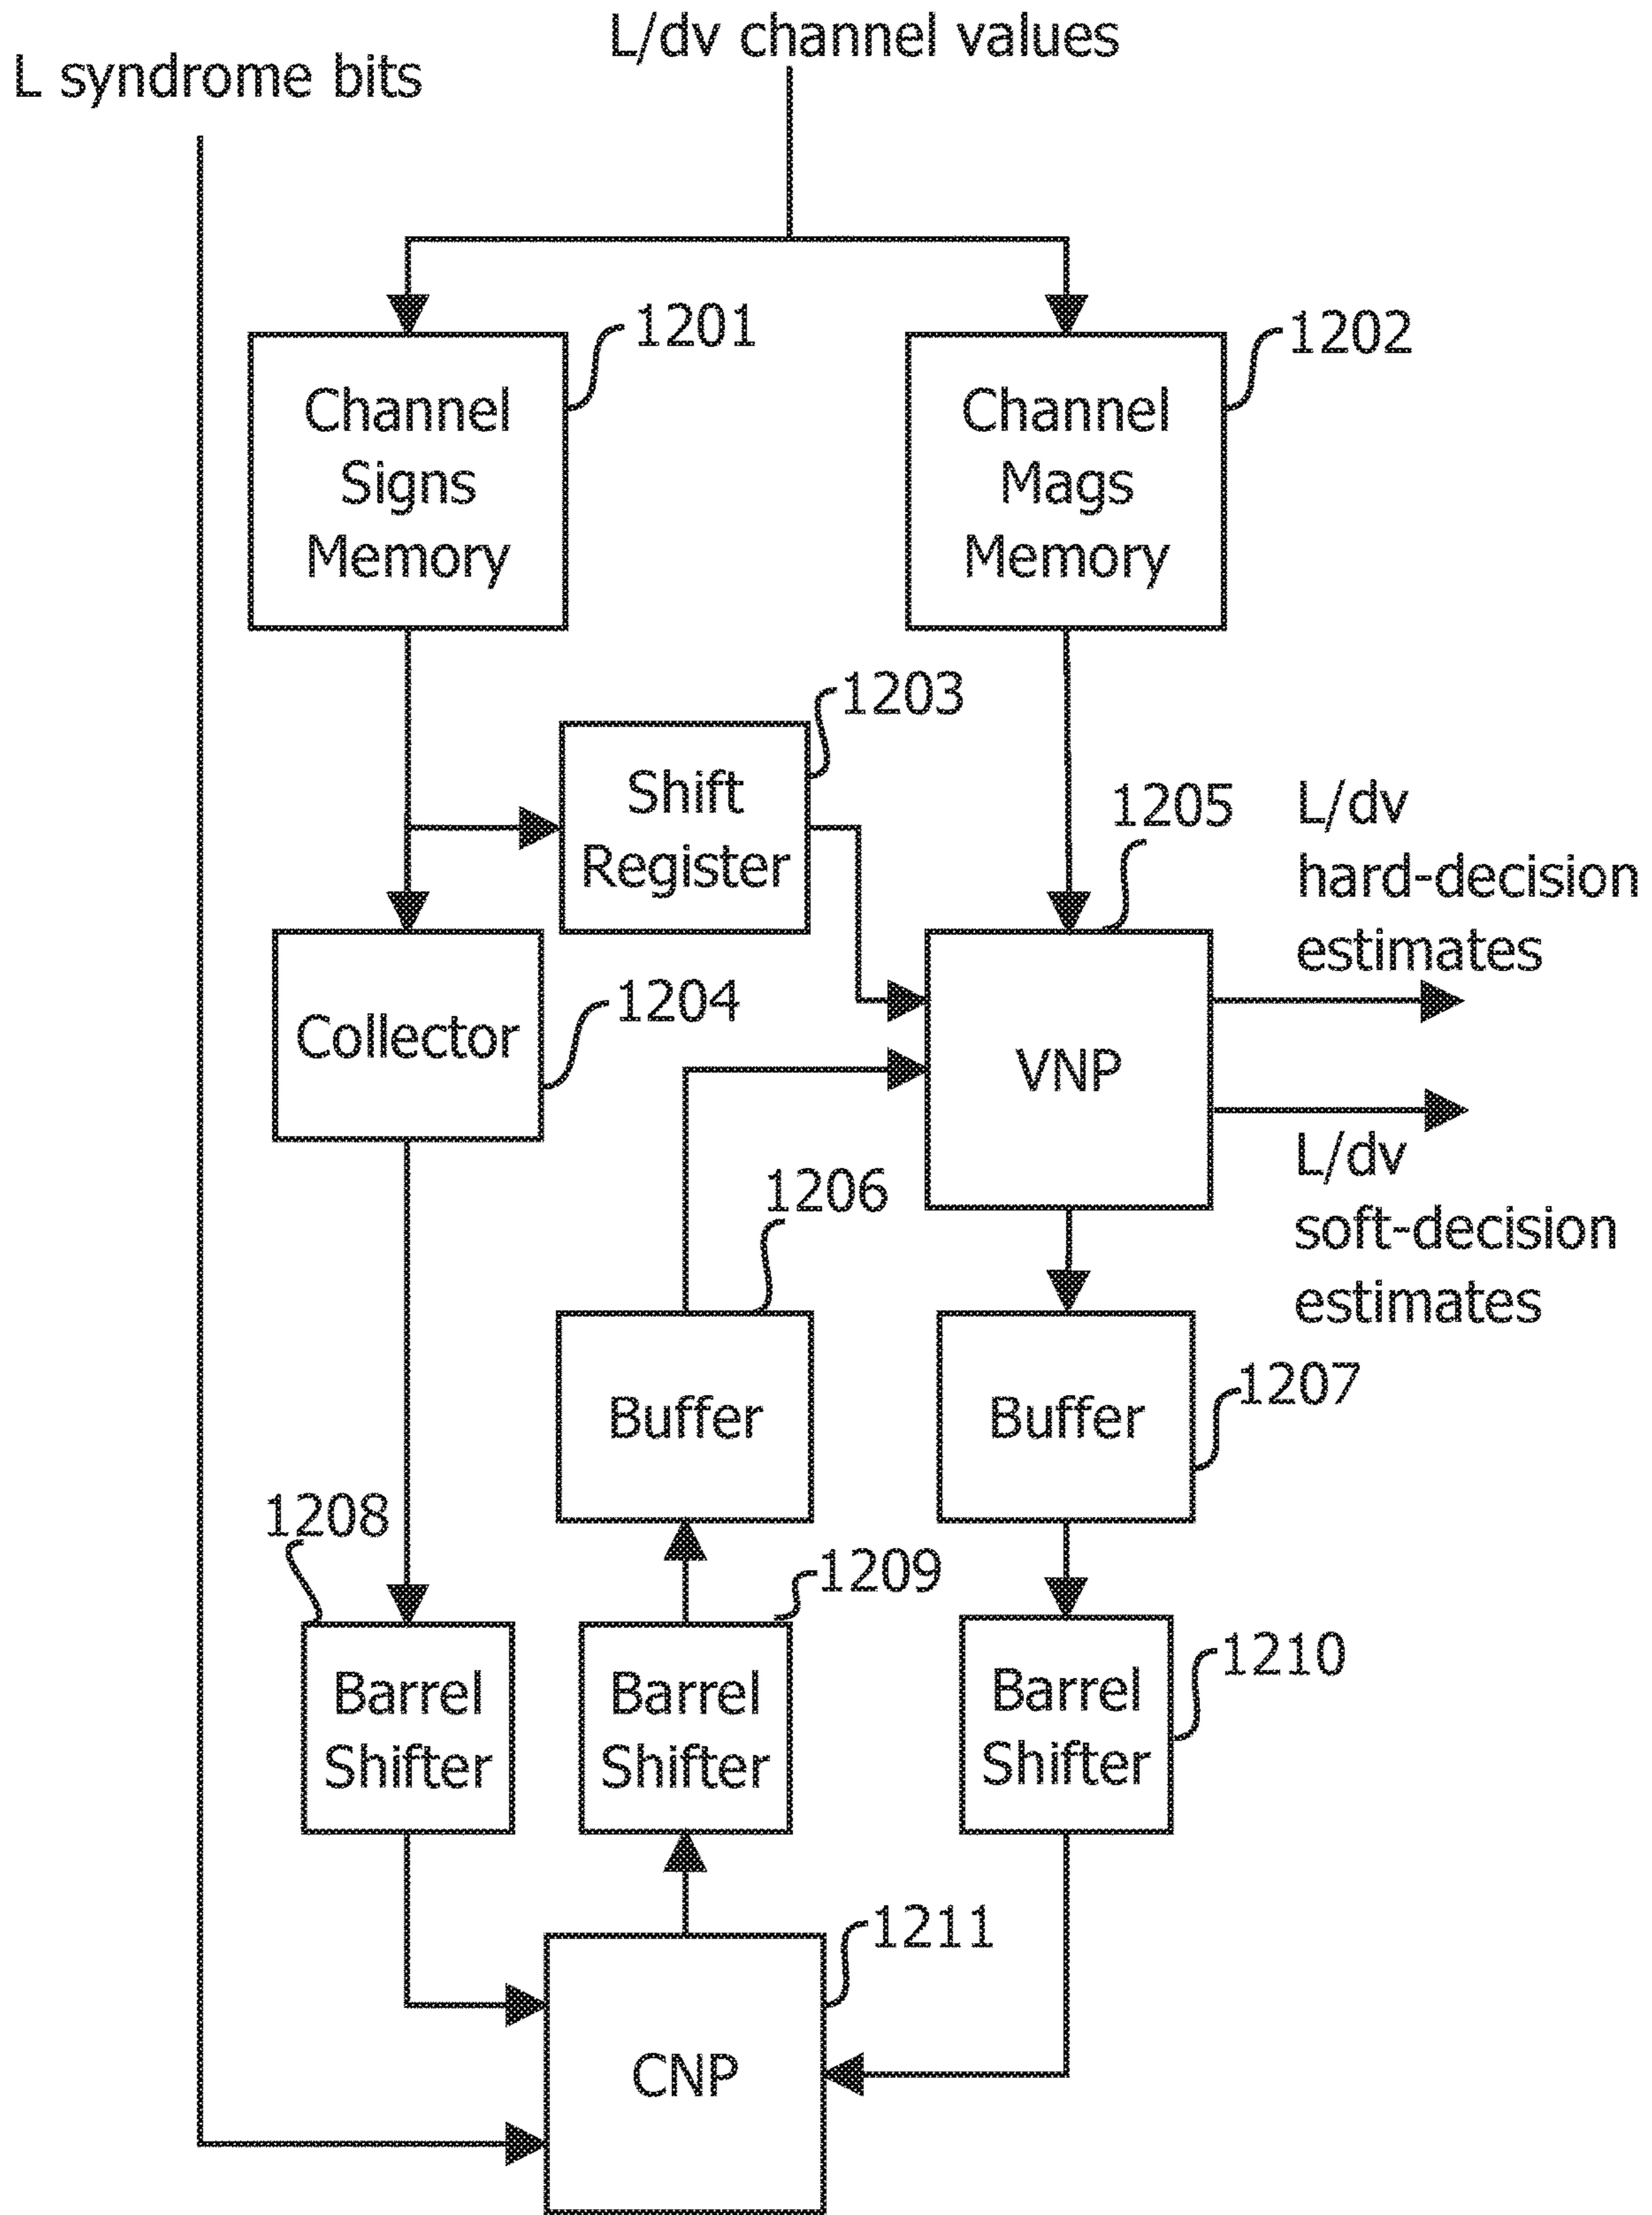 L/dv channel values
L syndrome bits
1201
1202
Channel
Signs
Memory
Channel
Mags
Memory
1203
Shift
Register
1205
L/dv
hard-decision
estimates
1204
Collector
VNP
L/dv
soft-decision
estimates
1206
1207
Buffer
Buffer
1208
1209
1210
Barrel
Shifter
Barrel
Shifter
Barrel
Shifter
1211
CNP